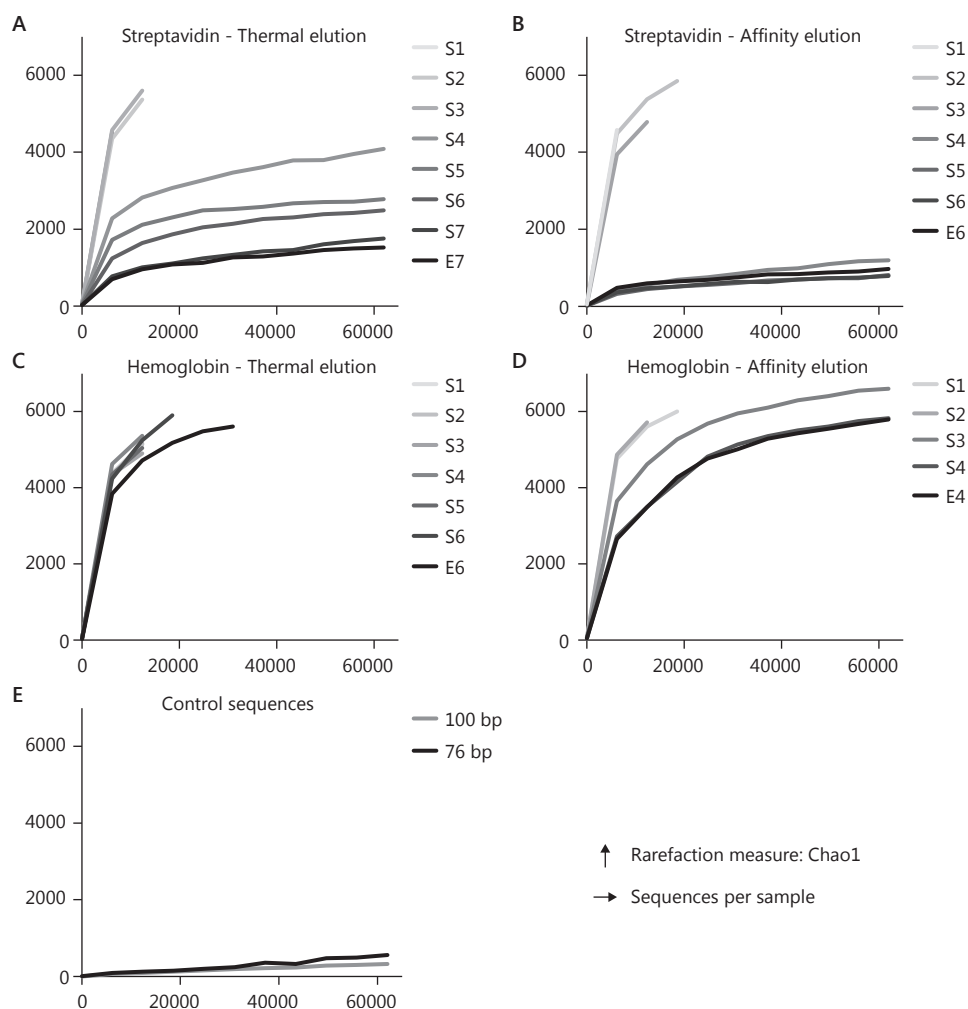 A
Streptavidin - Thermal elution
6000
4000
2000
0
0 20000 40000 60000
S1
S2
S3
S4
S5
S6
S7
E7
B
Streptavidin - Affinity elution
6000
4000
2000
0
0 20000 40000 60000
S1
S2
S3
S4
S5
S6
E6
C
Hemoglobin - Thermal elution
6000
4000
2000
0
0 20000 40000 60000
S1
S2
S3
S4
S5
S6
E6
D
Hemoglobin - Affinity elution
6000
4000
2000
0
0 20000 40000 60000
S1
S2
S3
S4
E4
E
Control sequences
6000
4000
2000
0
0 20000 40000 60000
100 bp
76 bp
Rarefaction measure: Chao1
Sequences per sample